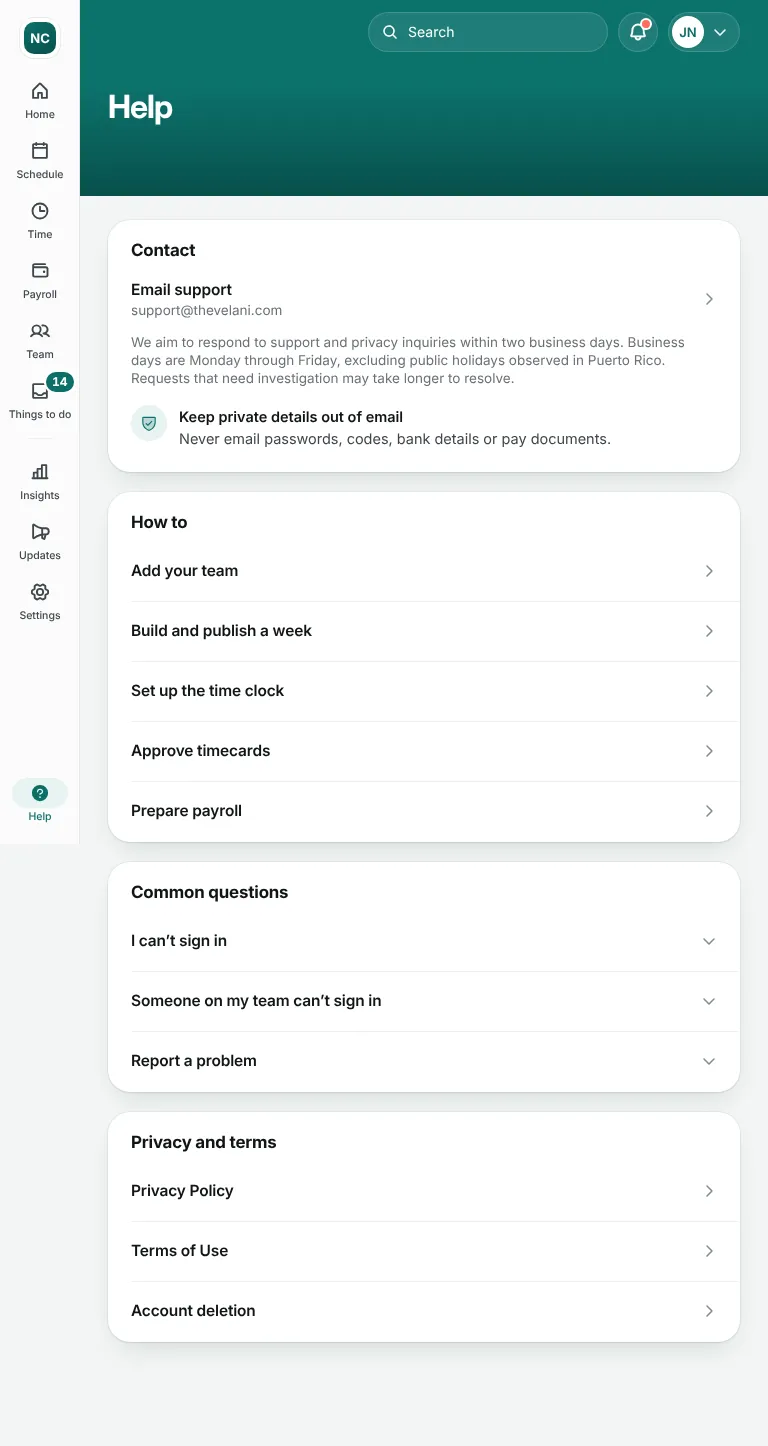 NC
Search
JN
Home
Schedule
Time
Payroll
Team
14
Things to do
Insights
Updates
Settings
Help
Help
Contact
Email support
support@thevelani.com
We aim to respond to support and privacy inquiries within two business days. Business
days are Monday through Friday, excluding public holidays observed in Puerto Rico.
Requests that need investigation may take longer to resolve.
Keep private details out of email
Never email passwords, codes, bank details or pay documents.
How to
Add your team
Build and publish a week
Set up the time clock
Approve timecards
Prepare payroll
Common questions
I can’t sign in
Someone on my team can’t sign in
Report a problem
Privacy and terms
Privacy Policy
Terms of Use
Account deletion